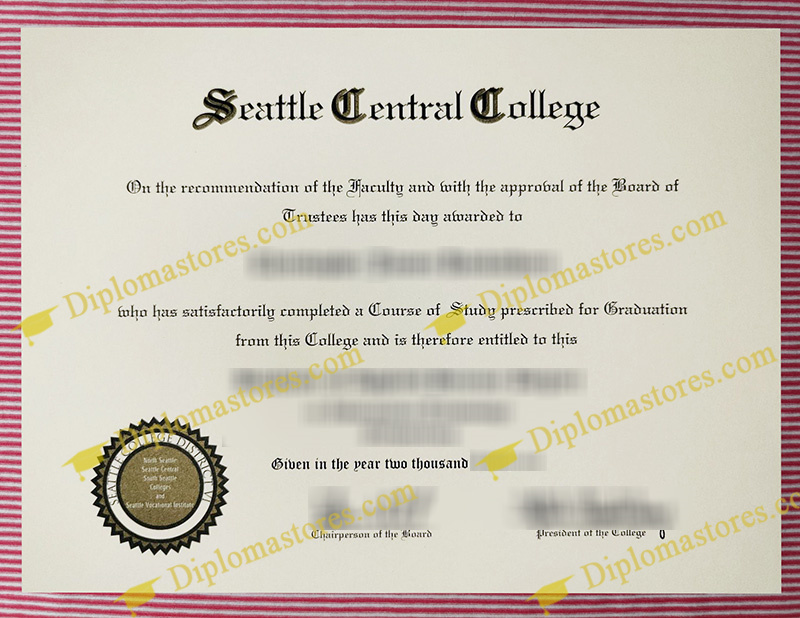 Seattle Central College
On the recommendation of the Faculty and with the approval of the Board of
Trustees has this day awarded to
who has satisfactorily completed a Course of Study prescribed for Graduation
from this College and is therefore entitled to this
Given in the year two thousand
Chairperson of the Board
President of the College
SEATTLE COLLEGE DISTRICT VI
North Seattle
Seattle Central
South Seattle
Colleges
and
Seattle Vocational Institute
Diplomastores.com
Diplomastores.com
Diplomastores.com
Diplomastores.com
Diplomastores.com
Diplomastores.com